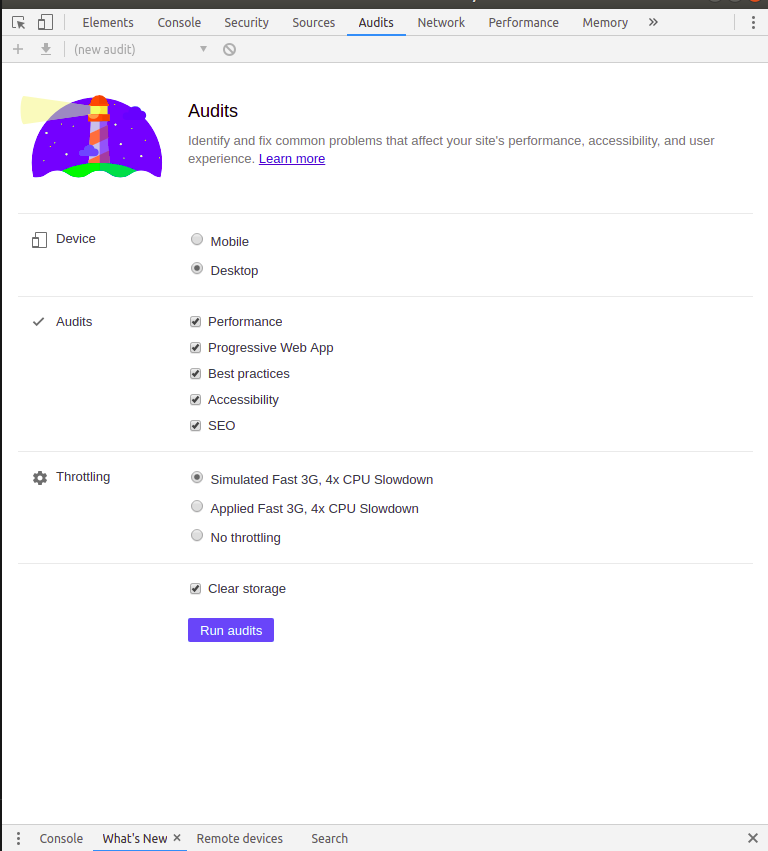 Elements Console Security Sources Audits Network Performance Memory »
(new audit)
Audits
Identify and fix common problems that affect your site's performance, accessibility, and user
experience. Learn more
Device
Mobile
Desktop
Audits
Performance
Progressive Web App
Best practices
Accessibility
SEO
Throttling
Simulated Fast 3G, 4x CPU Slowdown
Applied Fast 3G, 4x CPU Slowdown
No throttling
Clear storage
Run audits
Console What's New Remote devices Search